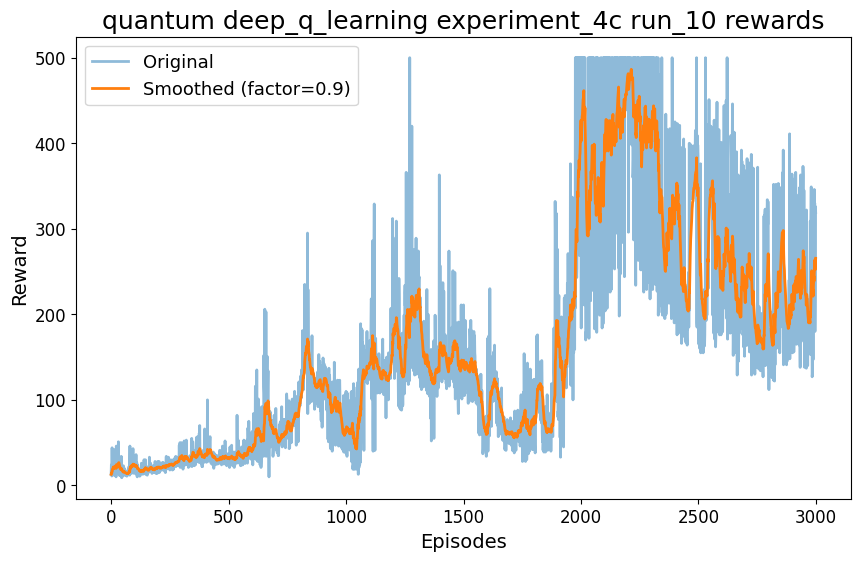 quantum deep_q_learning experiment_4c run_10 rewards
Original
Smoothed (factor=0.9)
Reward
500
400
300
200
100
0
0 500 1000 1500 2000 2500 3000
Episodes